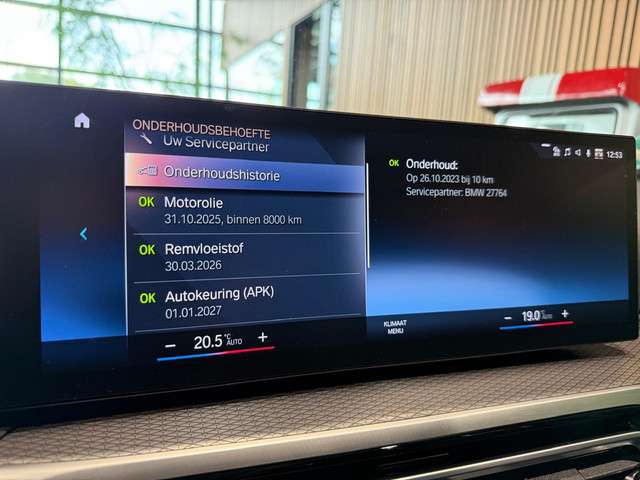 ONDERHOUDSBEHOEFTE
Uw Servicepartner
Onderhoudshistorie
OK Motorolie
31.10.2025, binnen 8000 km
OK Remvloeistof
30.03.2026
OK Autokeuring (APK)
01.01.2027
OK Onderhoud:
Op 26.10.2023 bij 10 km
Servicepartner: BMW 27764
12:53
− 20.5 °C AUTO +
KLIMAAT
MENU
− 19.0 °C AUTO +